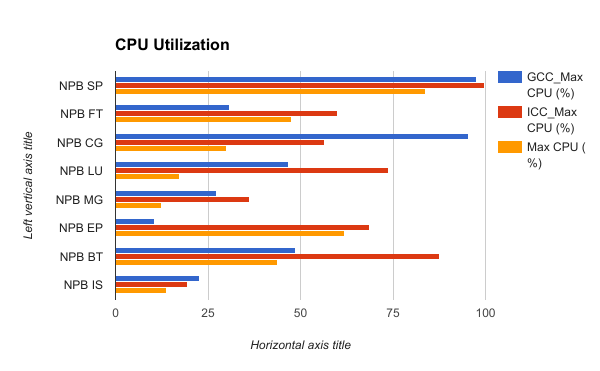 CPU Utilization
NPB SP
NPB FT
NPB CG
NPB LU
NPB MG
NPB EP
NPB BT
NPB IS
Left vertical axis title
0
25
50
75
100
Horizontal axis title
GCC_Max
CPU (%)
ICC_Max
CPU (%)
Max CPU (
%)